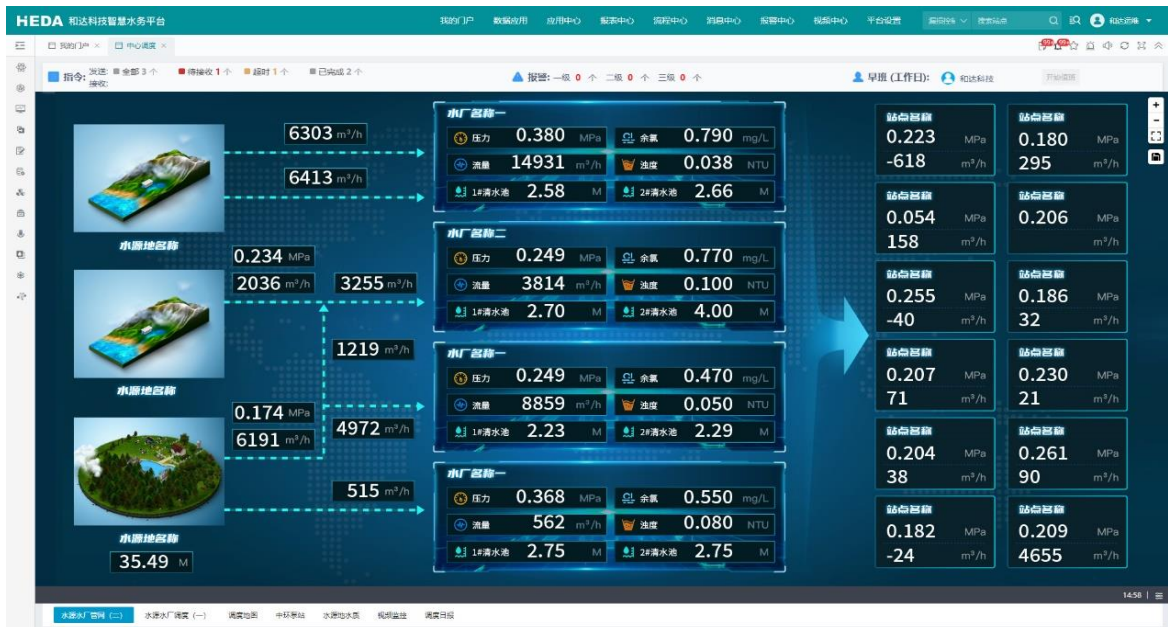 HEDA 和达科技智慧水务平台
我的门户 数据应用 应用中心 报表中心 流程中心 消息中心 报警中心 视频中心 平台设置 搜索站点 和达运维
我的门户 × 中心调度 ×
99+ 99+
指令: 发送: 全部 3 个 待接收 1 个 超时 1 个 已完成 2 个
接收:
报警: 一级 0 个 二级 0 个 三级 0 个
早班 (工作日): 和达科技
水源地名称
6303 m³/h
6413 m³/h
水源地名称
0.234 MPa
2036 m³/h
3255 m³/h
1219 m³/h
水源地名称
35.49 M
0.174 MPa
6191 m³/h
4972 m³/h
515 m³/h
水厂名称一
压力 0.380 MPa 余氯 0.790 mg/L
流量 14931 m³/h 浊度 0.038 NTU
1#清水池 2.58 M 2#清水池 2.66 M
水厂名称二
压力 0.249 MPa 余氯 0.770 mg/L
流量 3814 m³/h 浊度 0.100 NTU
1#清水池 2.70 M 2#清水池 4.00 M
水厂名称一
压力 0.249 MPa 余氯 0.470 mg/L
流量 8859 m³/h 浊度 0.050 NTU
1#清水池 2.23 M 2#清水池 2.29 M
水厂名称一
压力 0.368 MPa 余氯 0.550 mg/L
流量 562 m³/h 浊度 0.080 NTU
1#清水池 2.75 M 2#清水池 2.75 M
站点名称 站点名称
0.223 MPa 0.180 MPa
-618 m³/h 295 m³/h
站点名称 站点名称
0.054 MPa 0.206 MPa
158 m³/h m³/h
站点名称 站点名称
0.255 MPa 0.186 MPa
-40 m³/h 32 m³/h
站点名称 站点名称
0.207 MPa 0.230 MPa
71 m³/h 21 m³/h
站点名称 站点名称
0.204 MPa 0.261 MPa
38 m³/h 90 m³/h
站点名称 站点名称
0.182 MPa 0.209 MPa
-24 m³/h 4655 m³/h
14:58
水源水厂管网 (二) 水源水厂调度 (一) 调度地图 中环泵站 水源地水质 视频监控 调度日报